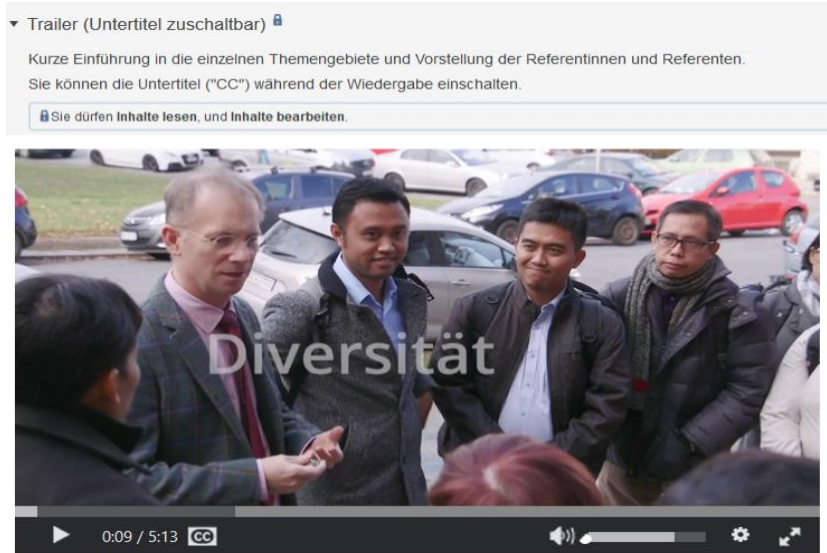 Trailer (Untertitel zuschaltbar)
Kurze Einführung in die einzelnen Themengebiete und Vorstellung der Referentinnen und Referenten.
Sie können die Untertitel ("CC") während der Wiedergabe einschalten.
Sie dürfen Inhalte lesen, und Inhalte bearbeiten.
Diversität
0:09 / 5:13 CC